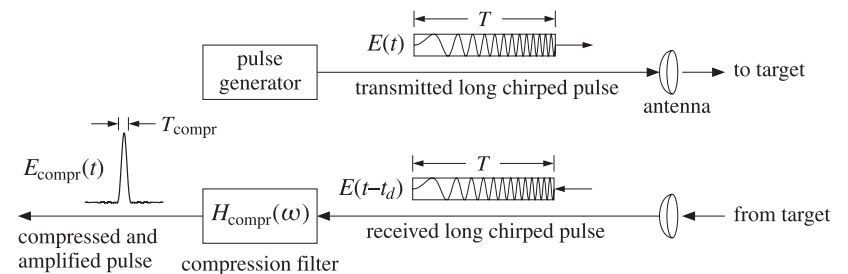 T
E(t)
pulse
generator
transmitted long chirped pulse
antenna
to target
T_compr
E_compr(t)
T
E(t–t_d)
H_compr(ω)
received long chirped pulse
from target
compressed and
amplified pulse
compression filter